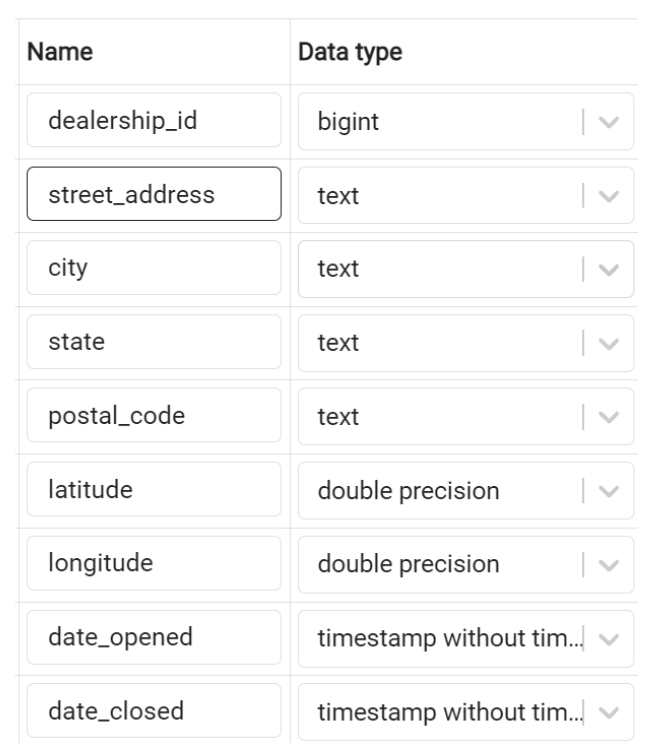 Name Data type
dealership_id bigint
street_address text
city text
state text
postal_code text
latitude double precision
longitude double precision
date_opened timestamp without tim...
date_closed timestamp without tim...